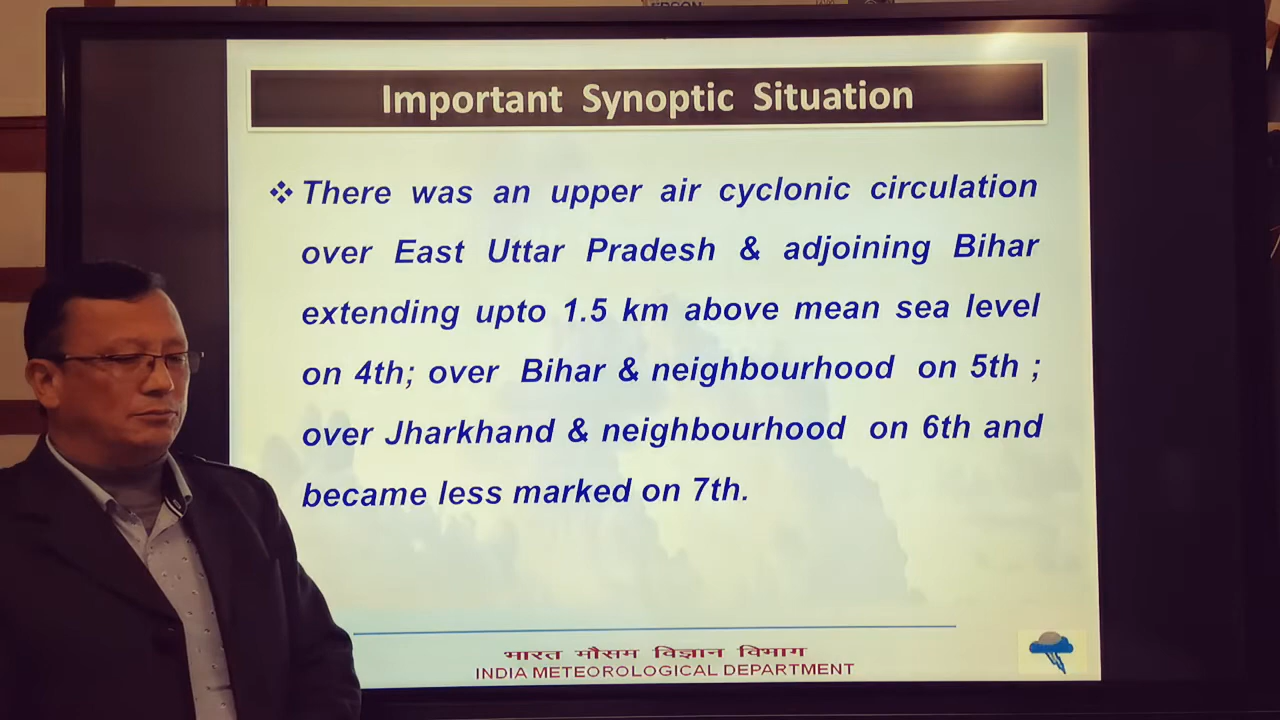 EPSON
Important Synoptic Situation
❖ There was an upper air cyclonic circulation
over East Uttar Pradesh & adjoining Bihar
extending upto 1.5 km above mean sea level
on 4th; over Bihar & neighbourhood on 5th ;
over Jharkhand & neighbourhood on 6th and
became less marked on 7th.
भारत मौसम विज्ञान विभाग
INDIA METEOROLOGICAL DEPARTMENT